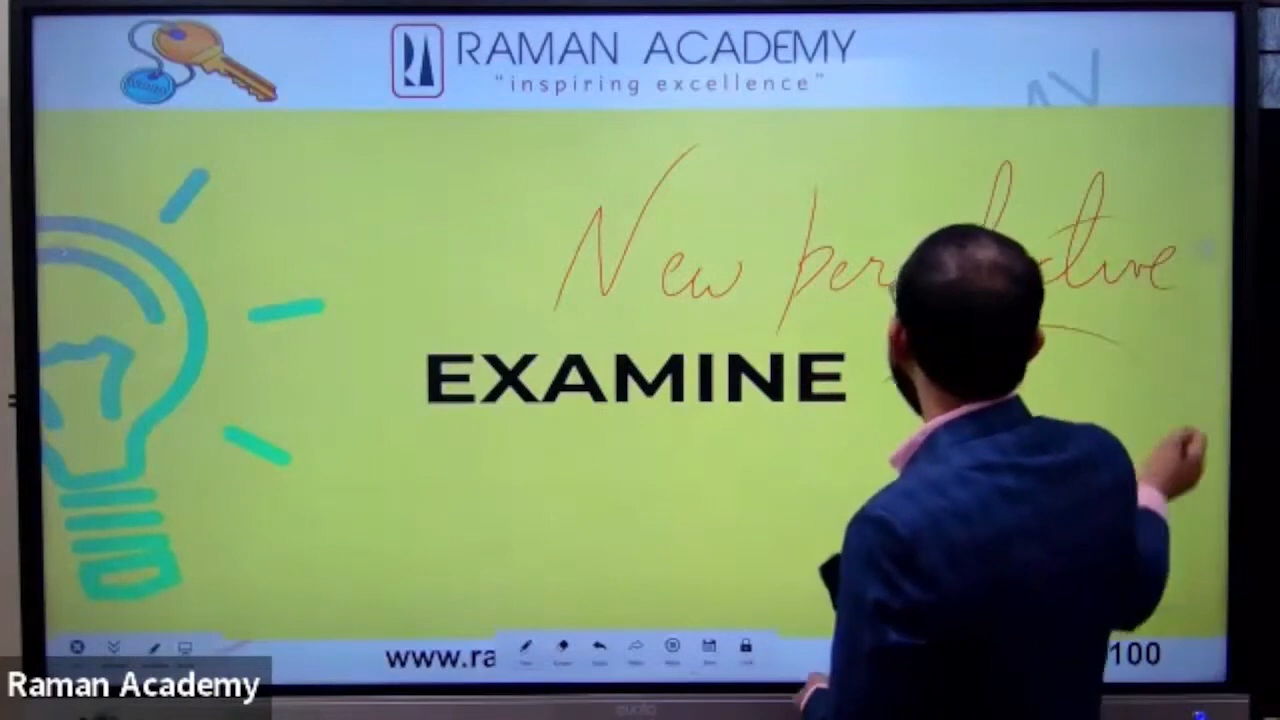 RAMAN ACADEMY
"inspiring excellence"
New
EXAMINE
www.ra
100
Raman Academy